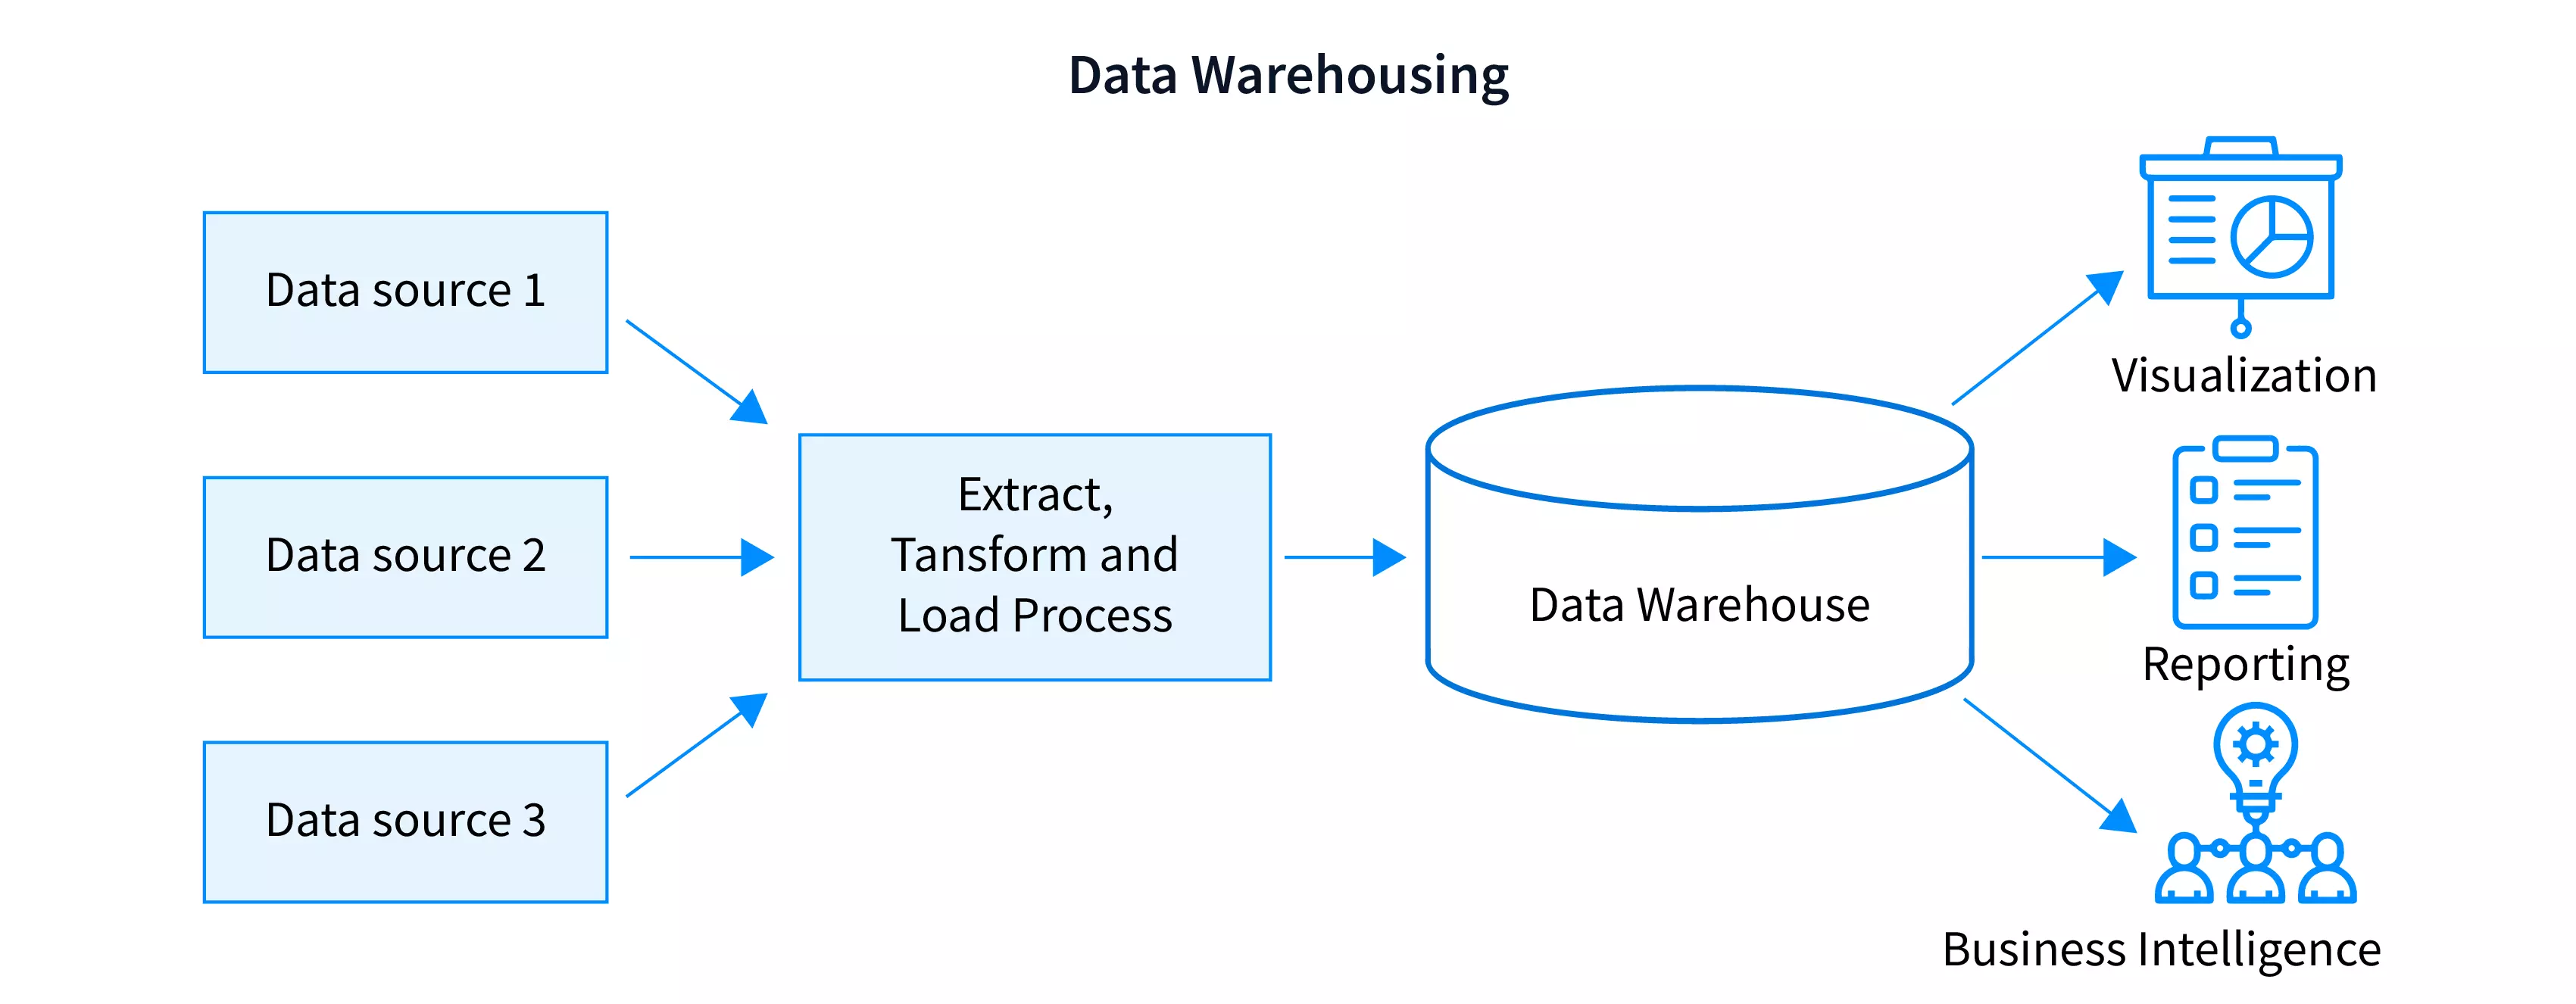 Data Warehousing
Data source 1
Data source 2
Data source 3
Extract,
Tansform and
Load Process
Data Warehouse
Visualization
Reporting
Business Intelligence